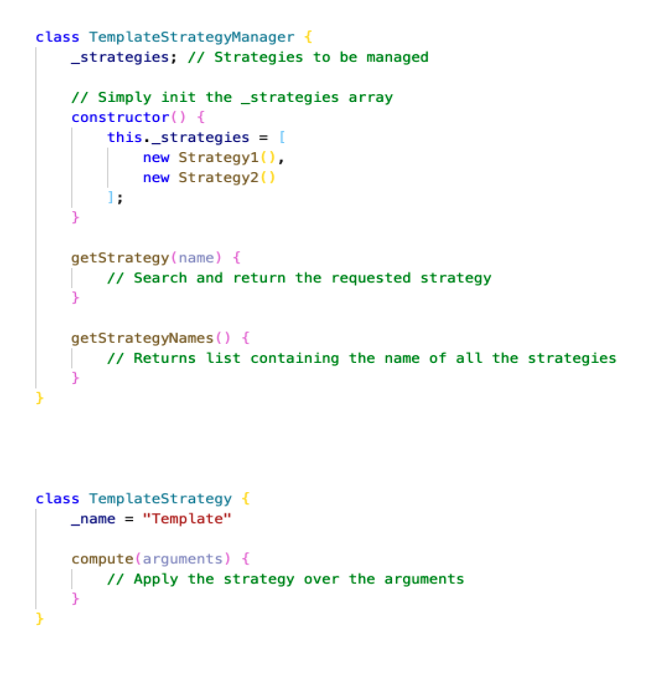 class TemplateStrategyManager {
_strategies; // Strategies to be managed
// Simply init the _strategies array
constructor() {
this._strategies = [
new Strategy1(),
new Strategy2()
];
}
getStrategy(name) {
// Search and return the requested strategy
}
getStrategyNames() {
// Returns list containing the name of all the strategies
}
}
class TemplateStrategy {
_name = "Template"
compute(arguments) {
// Apply the strategy over the arguments
}
}